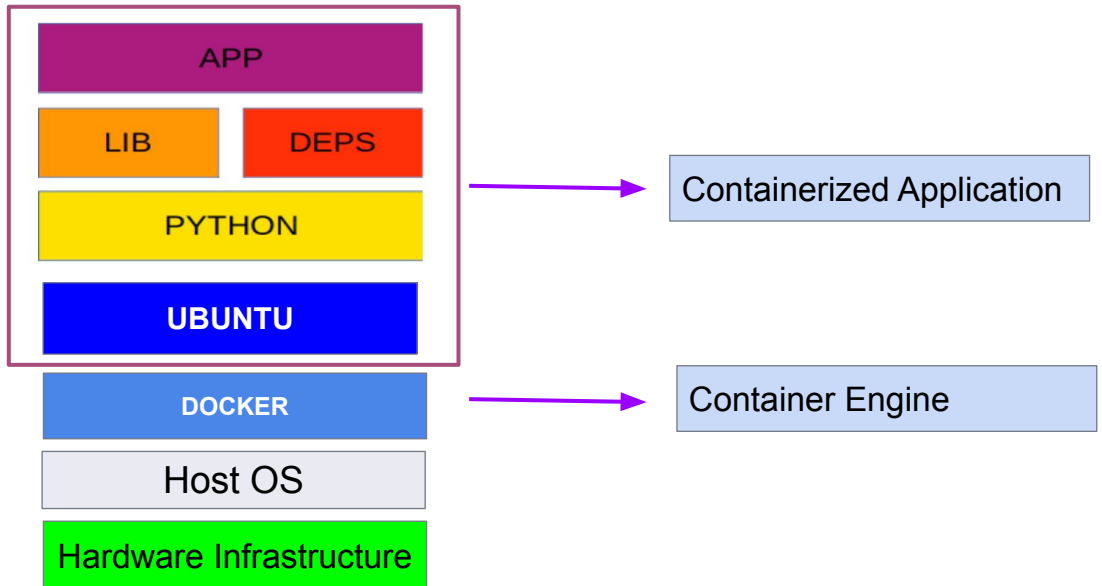 APP
LIB DEPS
PYTHON
UBUNTU
DOCKER
Host OS
Hardware Infrastructure
Containerized Application
Container Engine